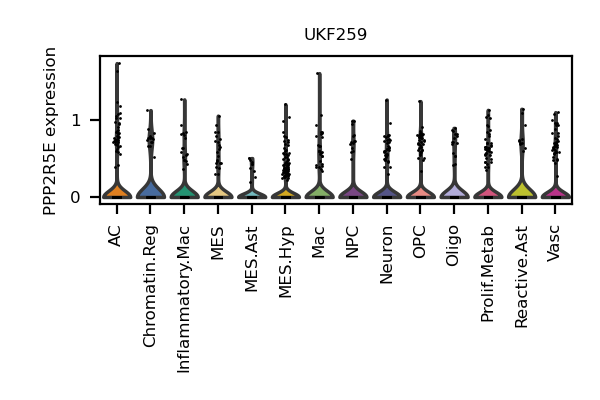 UKF259
PPP2R5E expression
1
0
AC
Chromatin.Reg
Inflammatory.Mac
MES
MES.Ast
MES.Hyp
Mac
NPC
Neuron
OPC
Oligo
Prolif.Metab
Reactive.Ast
Vasc